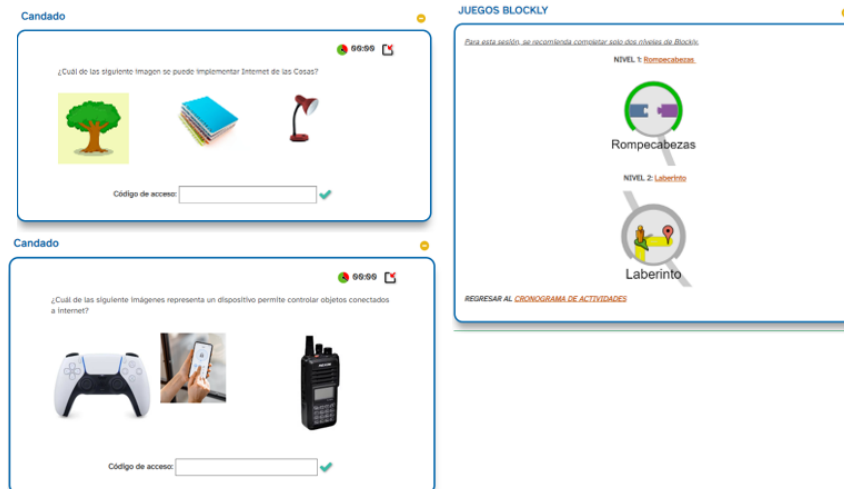 Candado
00:00
¿Cuál de las siguiente imagen se puede implementar Internet de las Cosas?
Código de acceso:
Candado
00:00
¿Cuál de las siguiente imágenes representa un dispositivo permite controlar objetos conectados
a Internet?
Código de acceso:
JUEGOS BLOCKLY
Para esta sesión, se recomienda completar solo dos niveles de Blockly.
NIVEL 1: Rompecabezas
Rompecabezas
NIVEL 2: Laberinto
Laberinto
REGRESAR AL CRONOGRAMA DE ACTIVIDADES